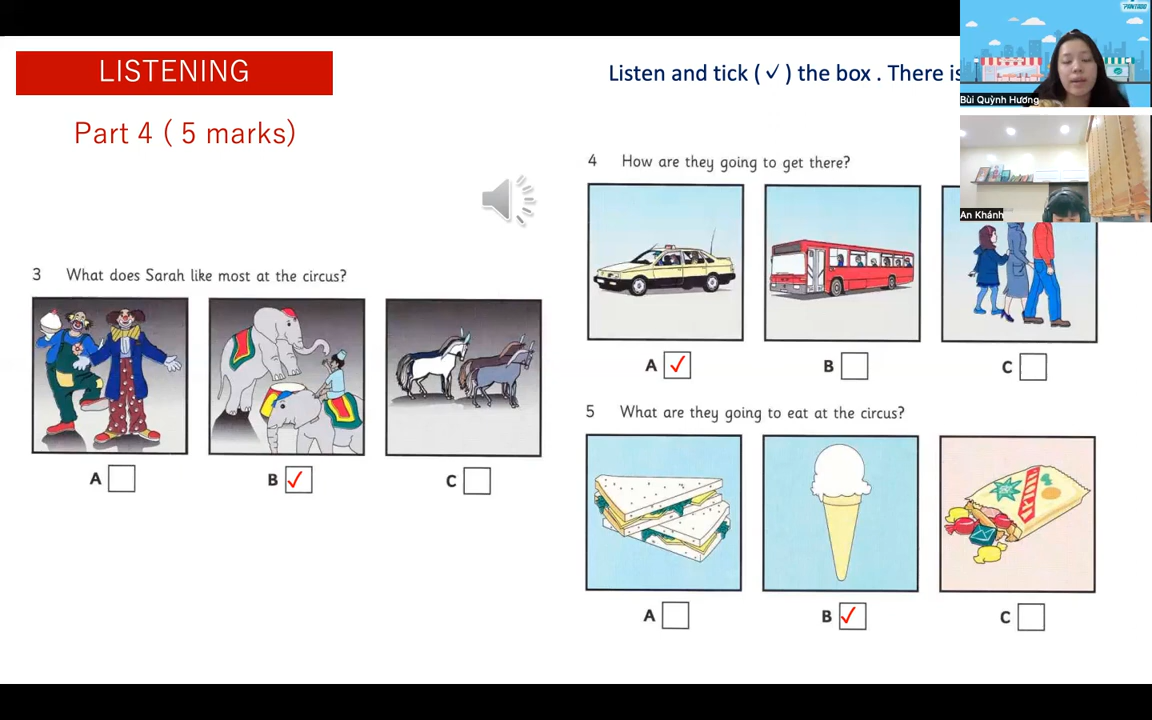 LISTENING
Part 4 ( 5 marks)
Listen and tick ( ✓ ) the box . There is
PANTADO
Bùi Quỳnh Hương
An Khánh
3 What does Sarah like most at the circus?
A
B ✓
C
4 How are they going to get there?
A ✓
B
C
5 What are they going to eat at the circus?
A
B ✓
C